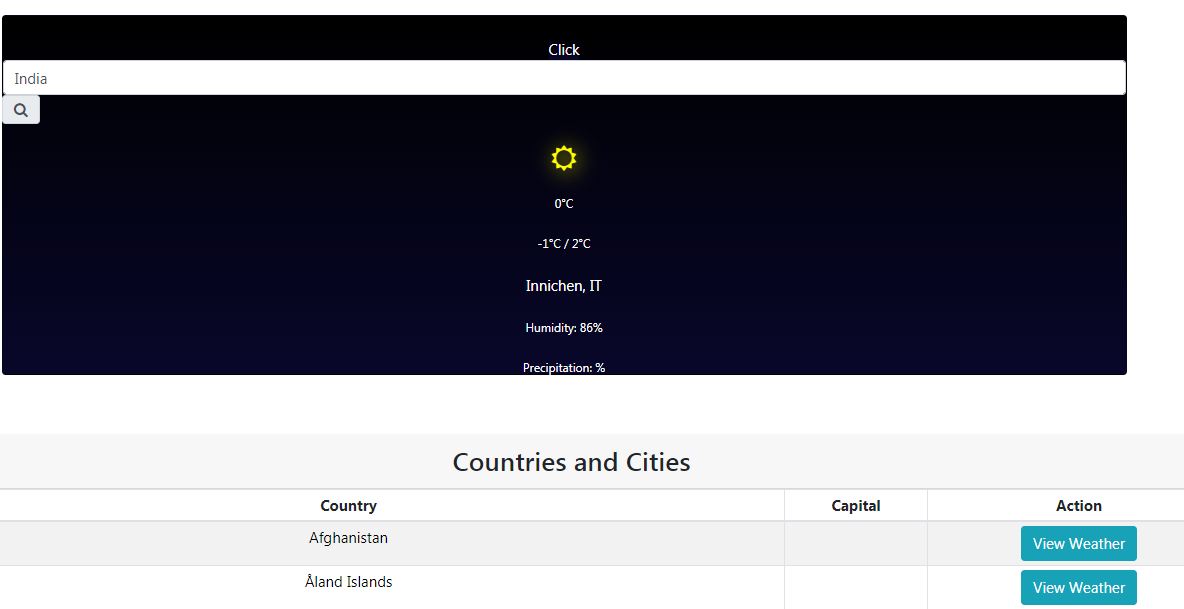 Click
India
0°C
-1°C / 2°C
Innichen, IT
Humidity: 86%
Precipitation: %
Countries and Cities
Country Capital Action
Afghanistan View Weather
Åland Islands View Weather